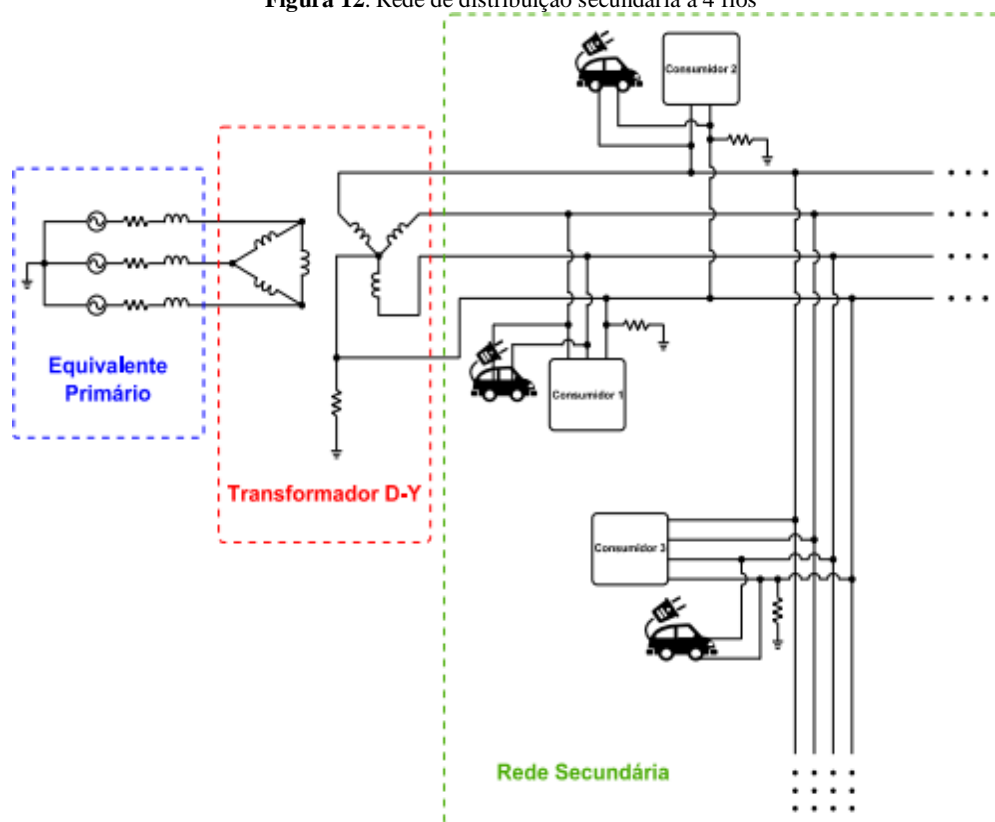 Figura 12. Rede de distribuição secundária a 4 fios
Consumidor 2
Equivalente
Primário
Transformador D-Y
Consumidor 1
Consumidor 3
Rede Secundária